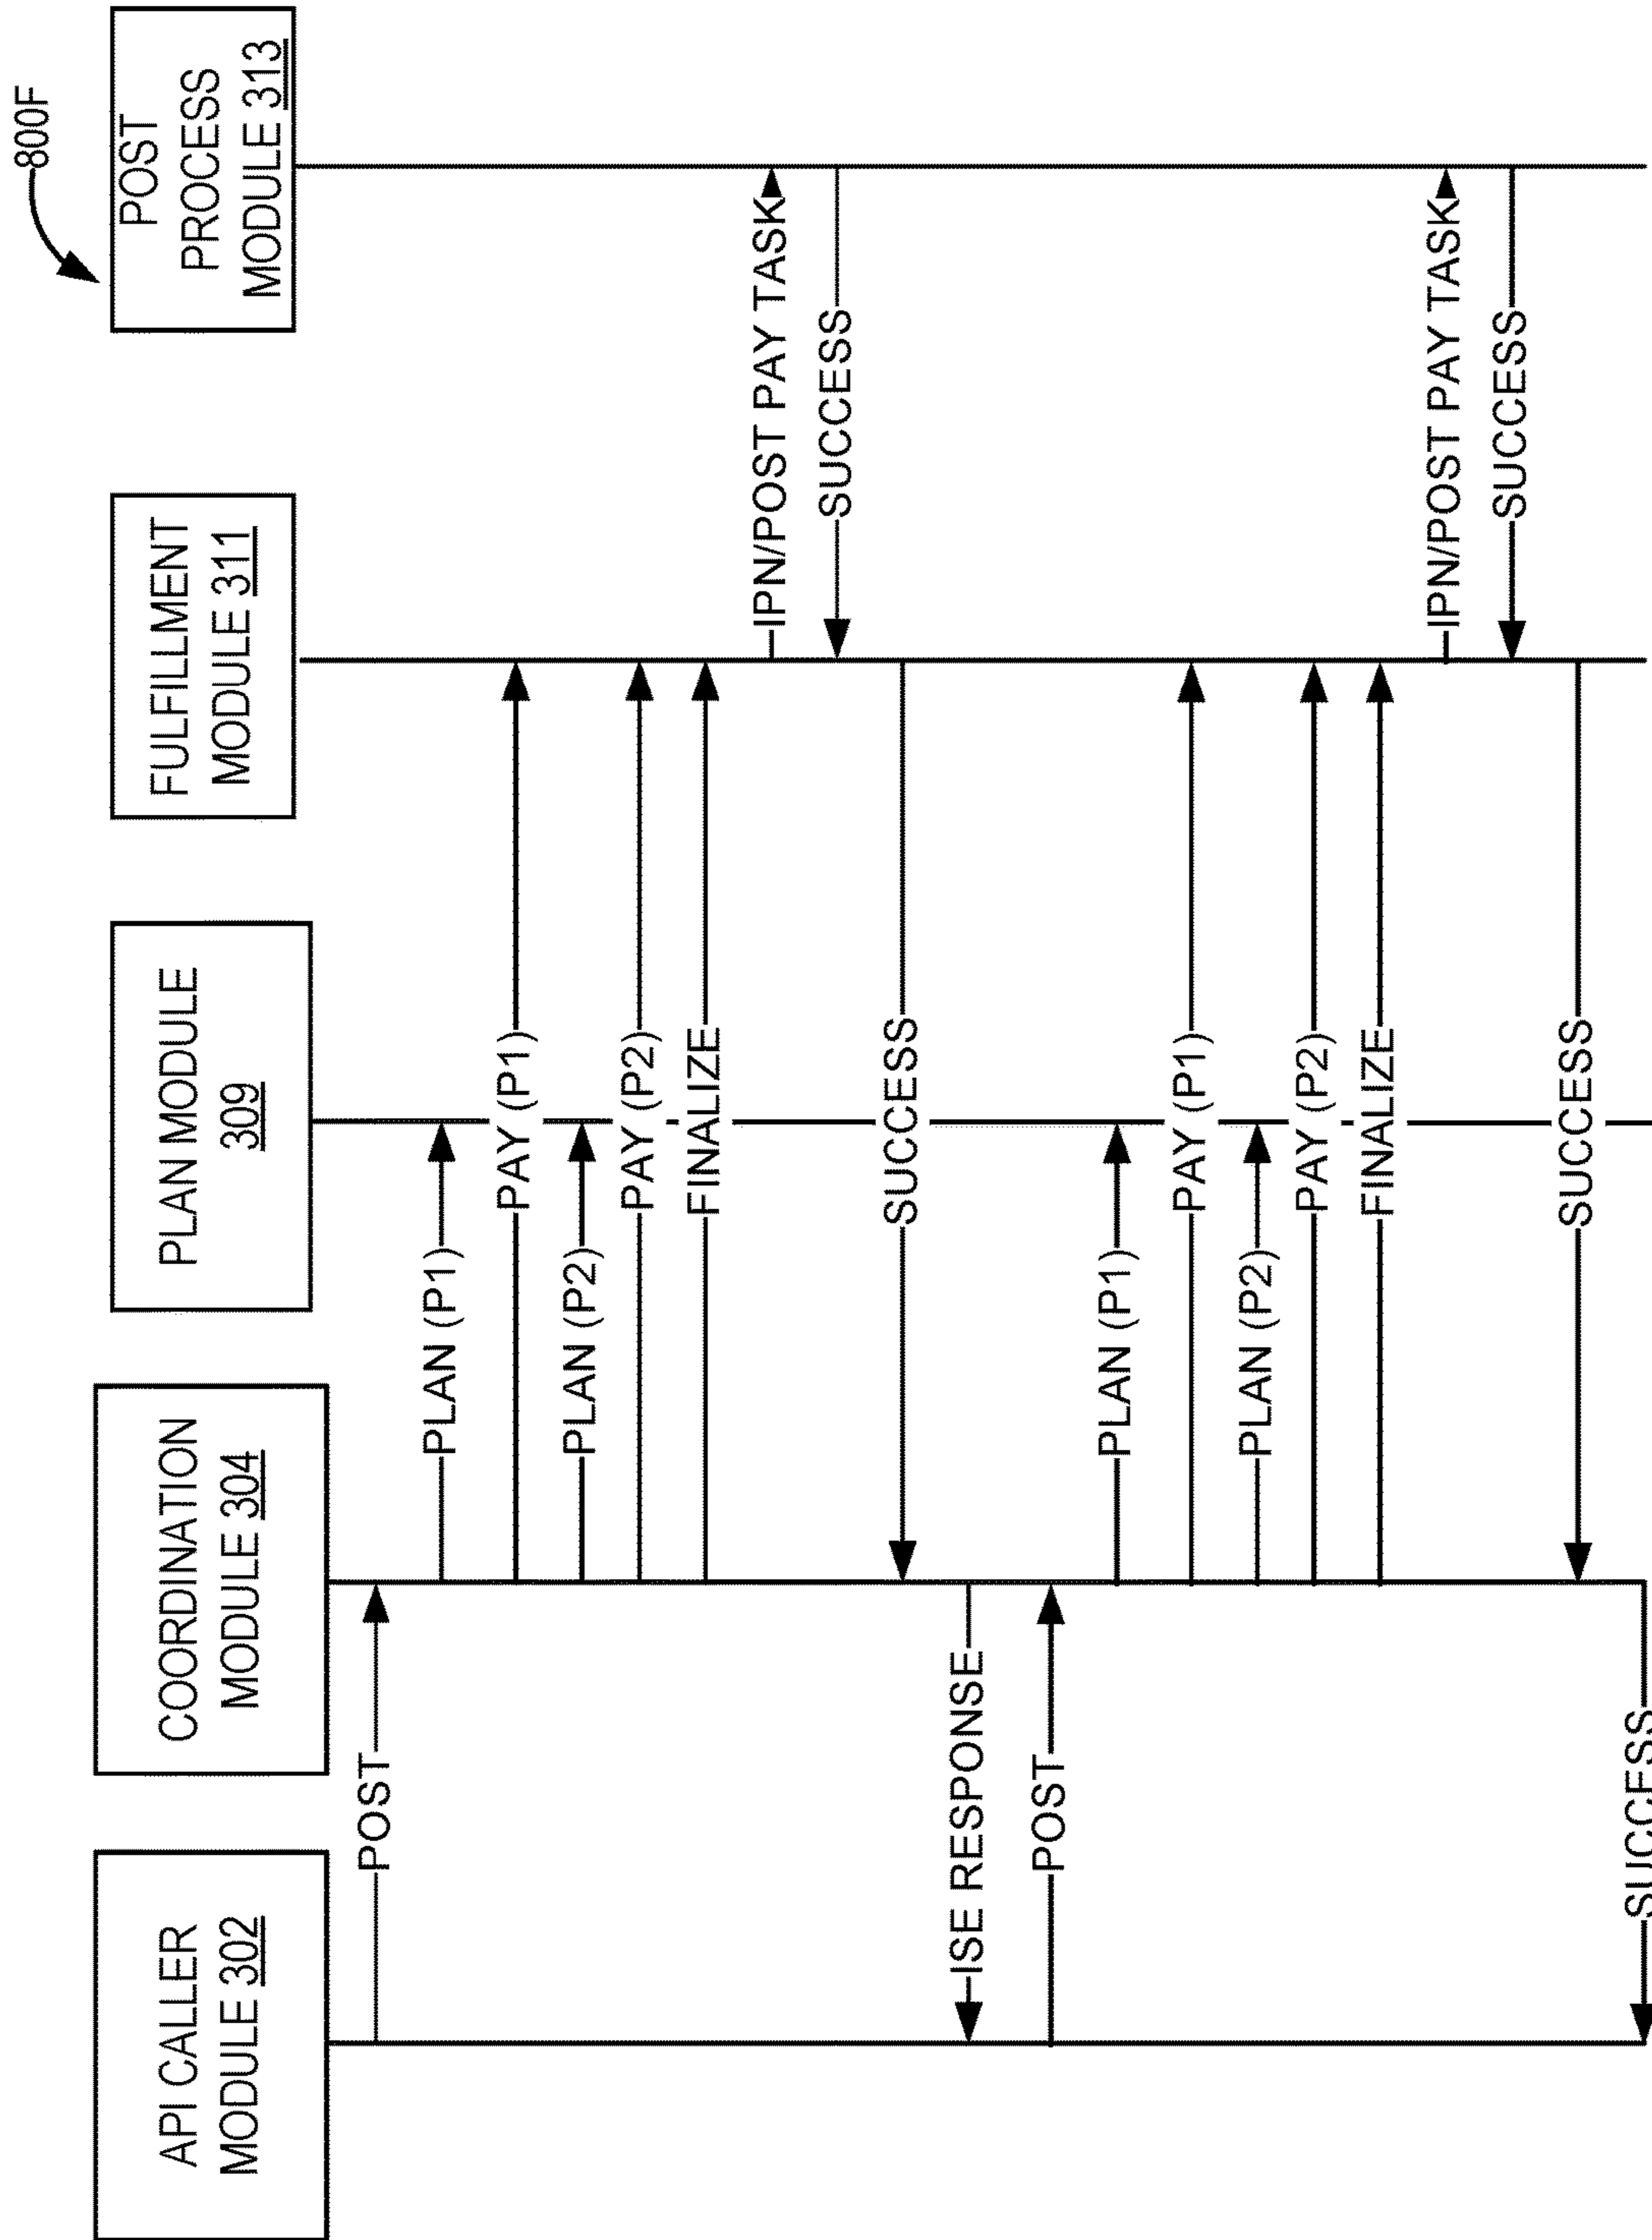 800F
API CALLER
MODULE 302
COORDINATION
MODULE 304
PLAN MODULE
309
FULFILLMENT
MODULE 311
POST
PROCESS
MODULE 313
POST
PLAN (P1)
PAY (P1)
PLAN (P2)
PAY (P2)
FINALIZE
IPN/POST PAY TASK
SUCCESS
SUCCESS
ISE RESPONSE
POST
PLAN (P1)
PAY (P1)
PLAN (P2)
PAY (P2)
FINALIZE
IPN/POST PAY TASK
SUCCESS
SUCCESS
SUCCESS